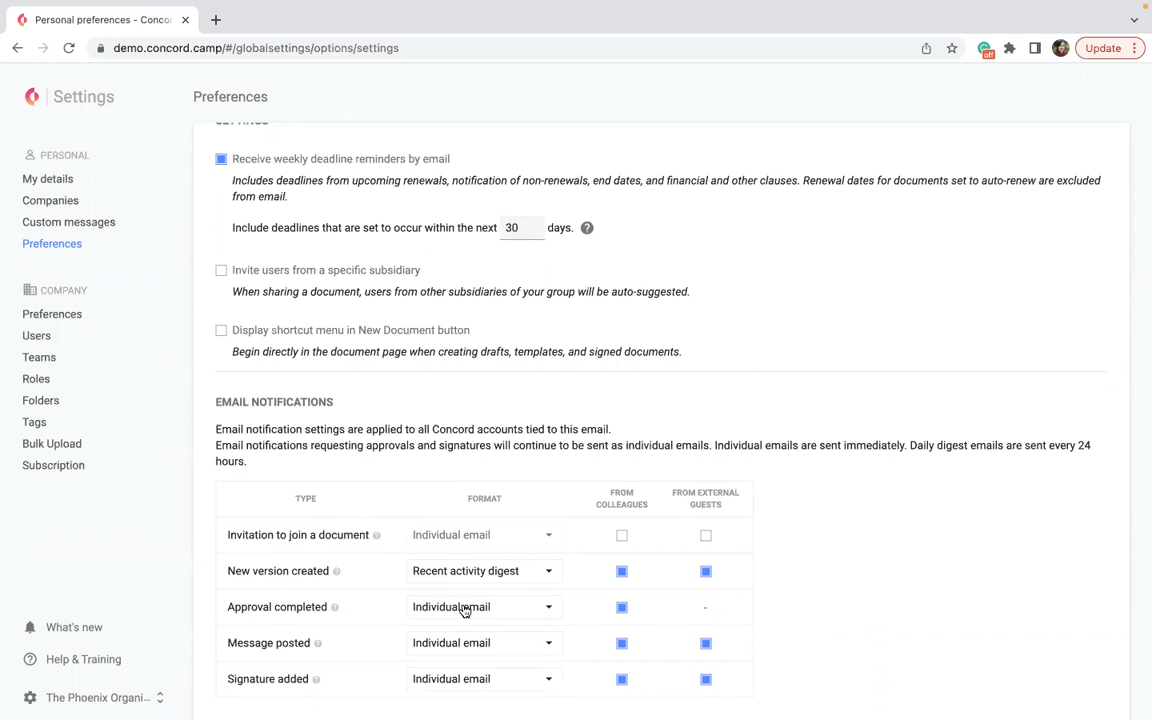 Personal preferences - Conco
demo.concord.camp/#/globalsettings/options/settings
off
Update
Settings
Preferences
PERSONAL
My details
Companies
Custom messages
Preferences
COMPANY
Preferences
Users
Teams
Roles
Folders
Tags
Bulk Upload
Subscription
What's new
Help & Training
The Phoenix Organi...
SETTINGS
Receive weekly deadline reminders by email
Includes deadlines from upcoming renewals, notification of non-renewals, end dates, and financial and other clauses. Renewal dates for documents set to auto-renew are excluded
from email.
Include deadlines that are set to occur within the next 30 days. ?
Invite users from a specific subsidiary
When sharing a document, users from other subsidiaries of your group will be auto-suggested.
Display shortcut menu in New Document button
Begin directly in the document page when creating drafts, templates, and signed documents.
EMAIL NOTIFICATIONS
Email notification settings are applied to all Concord accounts tied to this email.
Email notifications requesting approvals and signatures will continue to be sent as individual emails. Individual emails are sent immediately. Daily digest emails are sent every 24
hours.
TYPE FORMAT FROM COLLEAGUES FROM EXTERNAL GUESTS
Invitation to join a document ? Individual email
New version created ? Recent activity digest
Approval completed ? Individual email -
Message posted ? Individual email
Signature added ? Individual email